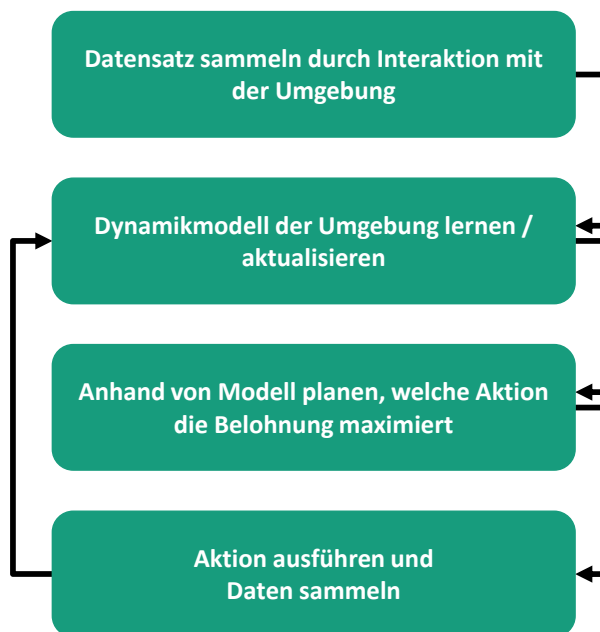 Datensatz sammeln durch Interaktion mit
der Umgebung
Dynamikmodell der Umgebung lernen /
aktualisieren
Anhand von Modell planen, welche Aktion
die Belohnung maximiert
Aktion ausführen und
Daten sammeln